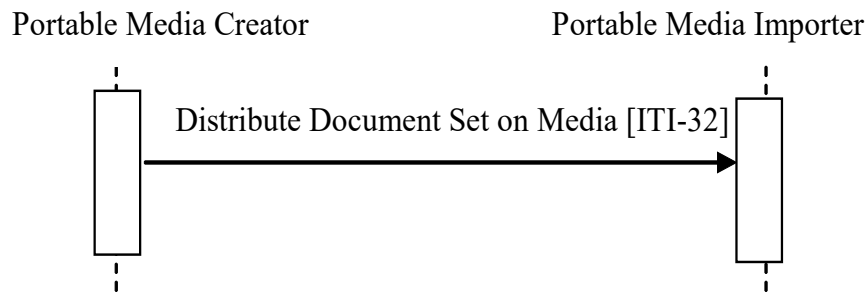 Portable Media Creator
Portable Media Importer
Distribute Document Set on Media [ITI-32]